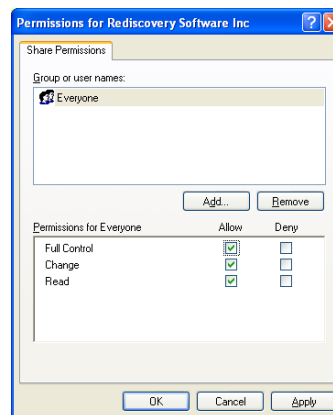 Permissions for Rediscovery Software Inc
Share Permissions
Group or user names:
Everyone
Add... Remove
Permissions for Everyone Allow Deny
Full Control
Change
Read
OK Cancel Apply